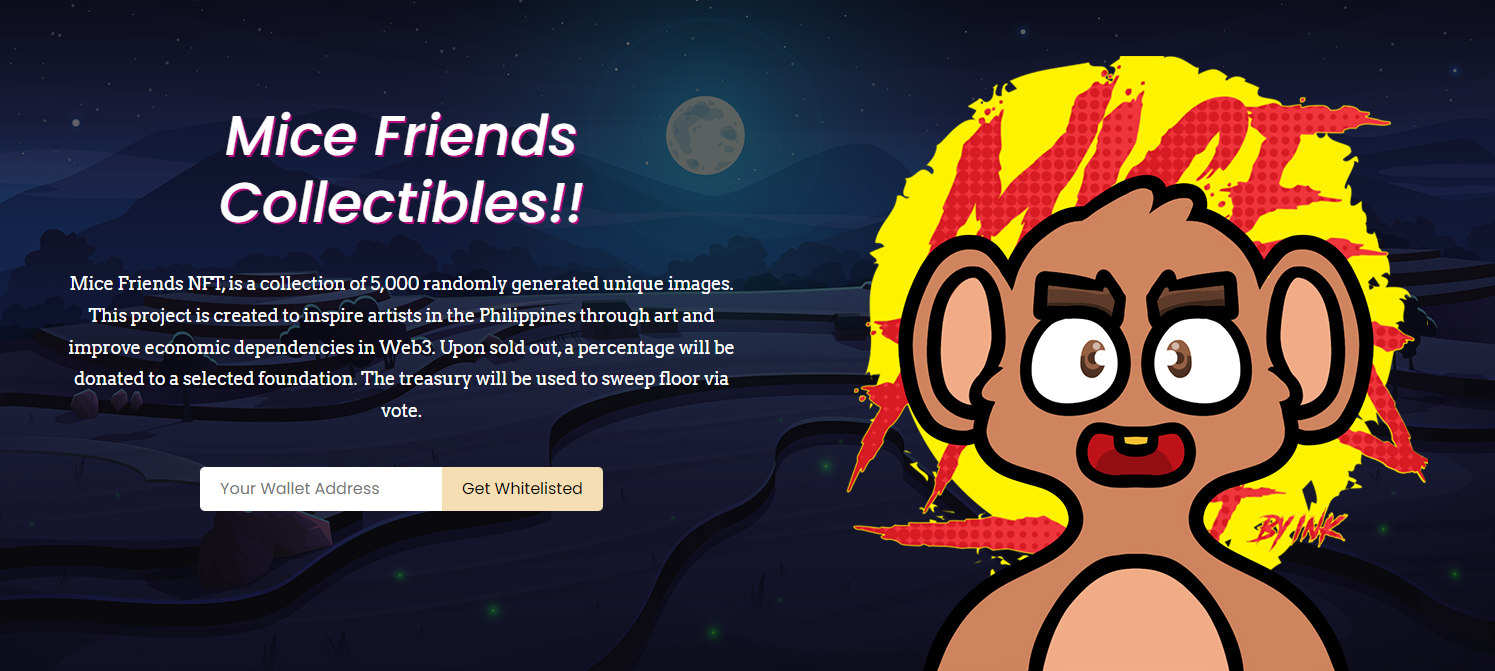 Mice Friends
Collectibles!!
Mice Friends NFT, is a collection of 5,000 randomly generated unique images.
This project is created to inspire artists in the Philippines through art and
improve economic dependencies in Web3. Upon sold out, a percentage will be
donated to a selected foundation. The treasury will be used to sweep floor via
vote.
Your Wallet Address
Get Whitelisted
BY INK